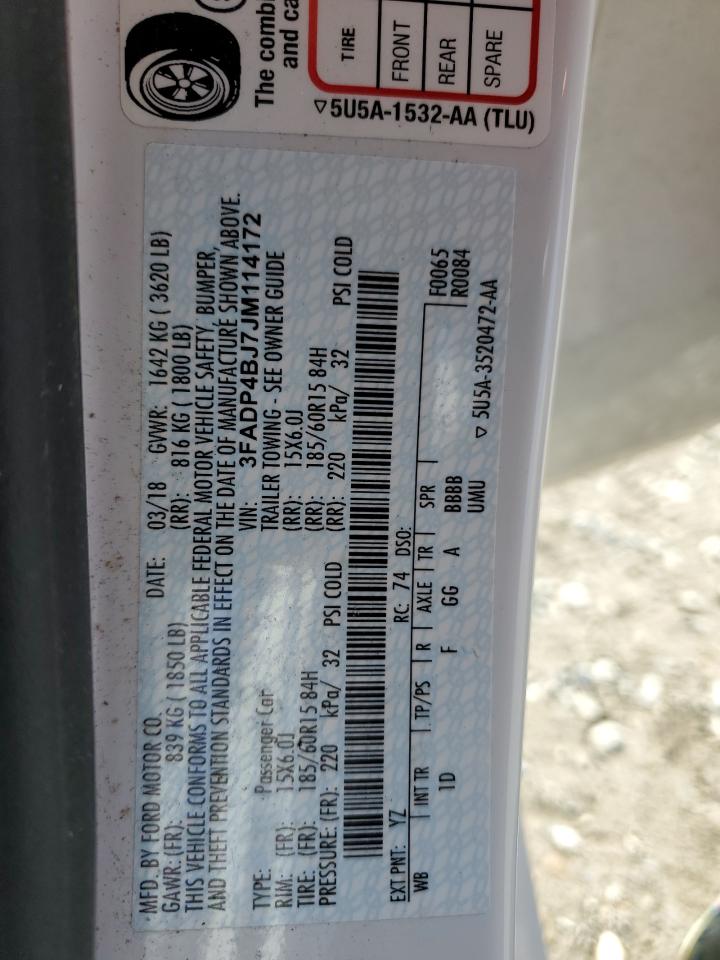 The combi
and ca
TIRE
FRONT
REAR
SPARE
▽5U5A-1532-AA (TLU)
MFD. BY FORD MOTOR CO. DATE: 03/18 GVWR: 1642 KG ( 3620 LB)
GAWR: (FR): 839 KG ( 1850 LB) (RR): 816 KG ( 1800 LB)
THIS VEHICLE CONFORMS TO ALL APPLICABLE FEDERAL MOTOR VEHICLE SAFETY, BUMPER,
AND THEFT PREVENTION STANDARDS IN EFFECT ON THE DATE OF MANUFACTURE SHOWN ABOVE.
VIN: 3FADP4BJ7JM114172
TYPE: Passenger Car TRAILER TOWING - SEE OWNER GUIDE
RIM: (FR): 15X6.0J (RR): 15X6.0J
TIRE: (FR): 185/60R15 84H (RR): 185/60R15 84H
PRESSURE: (FR): 220 kPa/ 32 PSI COLD (RR): 220 kPa/ 32 PSI COLD
EXT PNT: YZ RC: 74 DSO: F0065
WB INT TR TP/PS R AXLE TR SPR R0084
1D F GG A BBBB
UMU
▽ 5U5A-3520472-AA